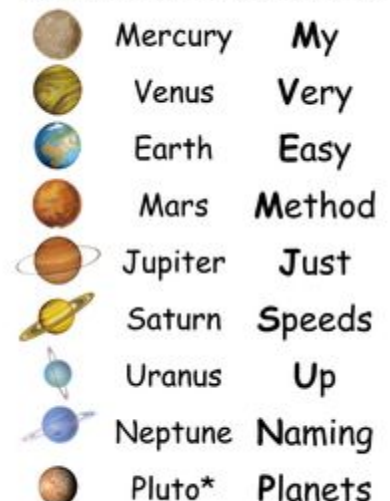 Mercury My
Venus Very
Earth Easy
Mars Method
Jupiter Just
Saturn Speeds
Uranus Up
Neptune Naming
Pluto* Planets